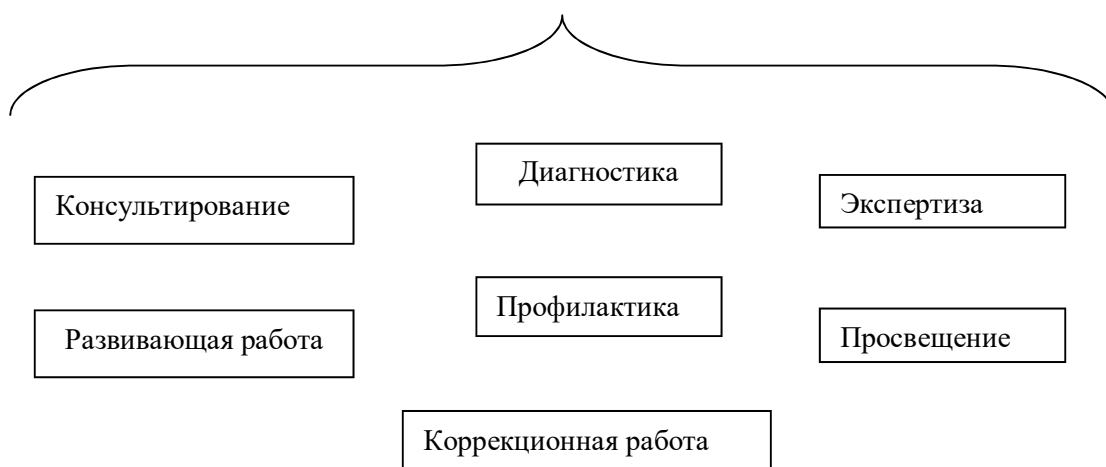 Диагностика
Консультирование
Экспертиза
Профилактика
Развивающая работа
Просвещение
Коррекционная работа